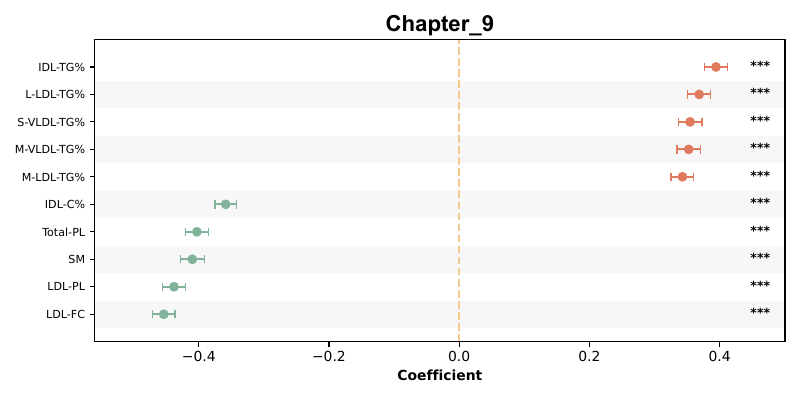 Chapter_9
IDL-TG% ***
L-LDL-TG% ***
S-VLDL-TG% ***
M-VLDL-TG% ***
M-LDL-TG% ***
IDL-C% ***
Total-PL ***
SM ***
LDL-PL ***
LDL-FC ***
−0.4 −0.2 0.0 0.2 0.4
Coefficient